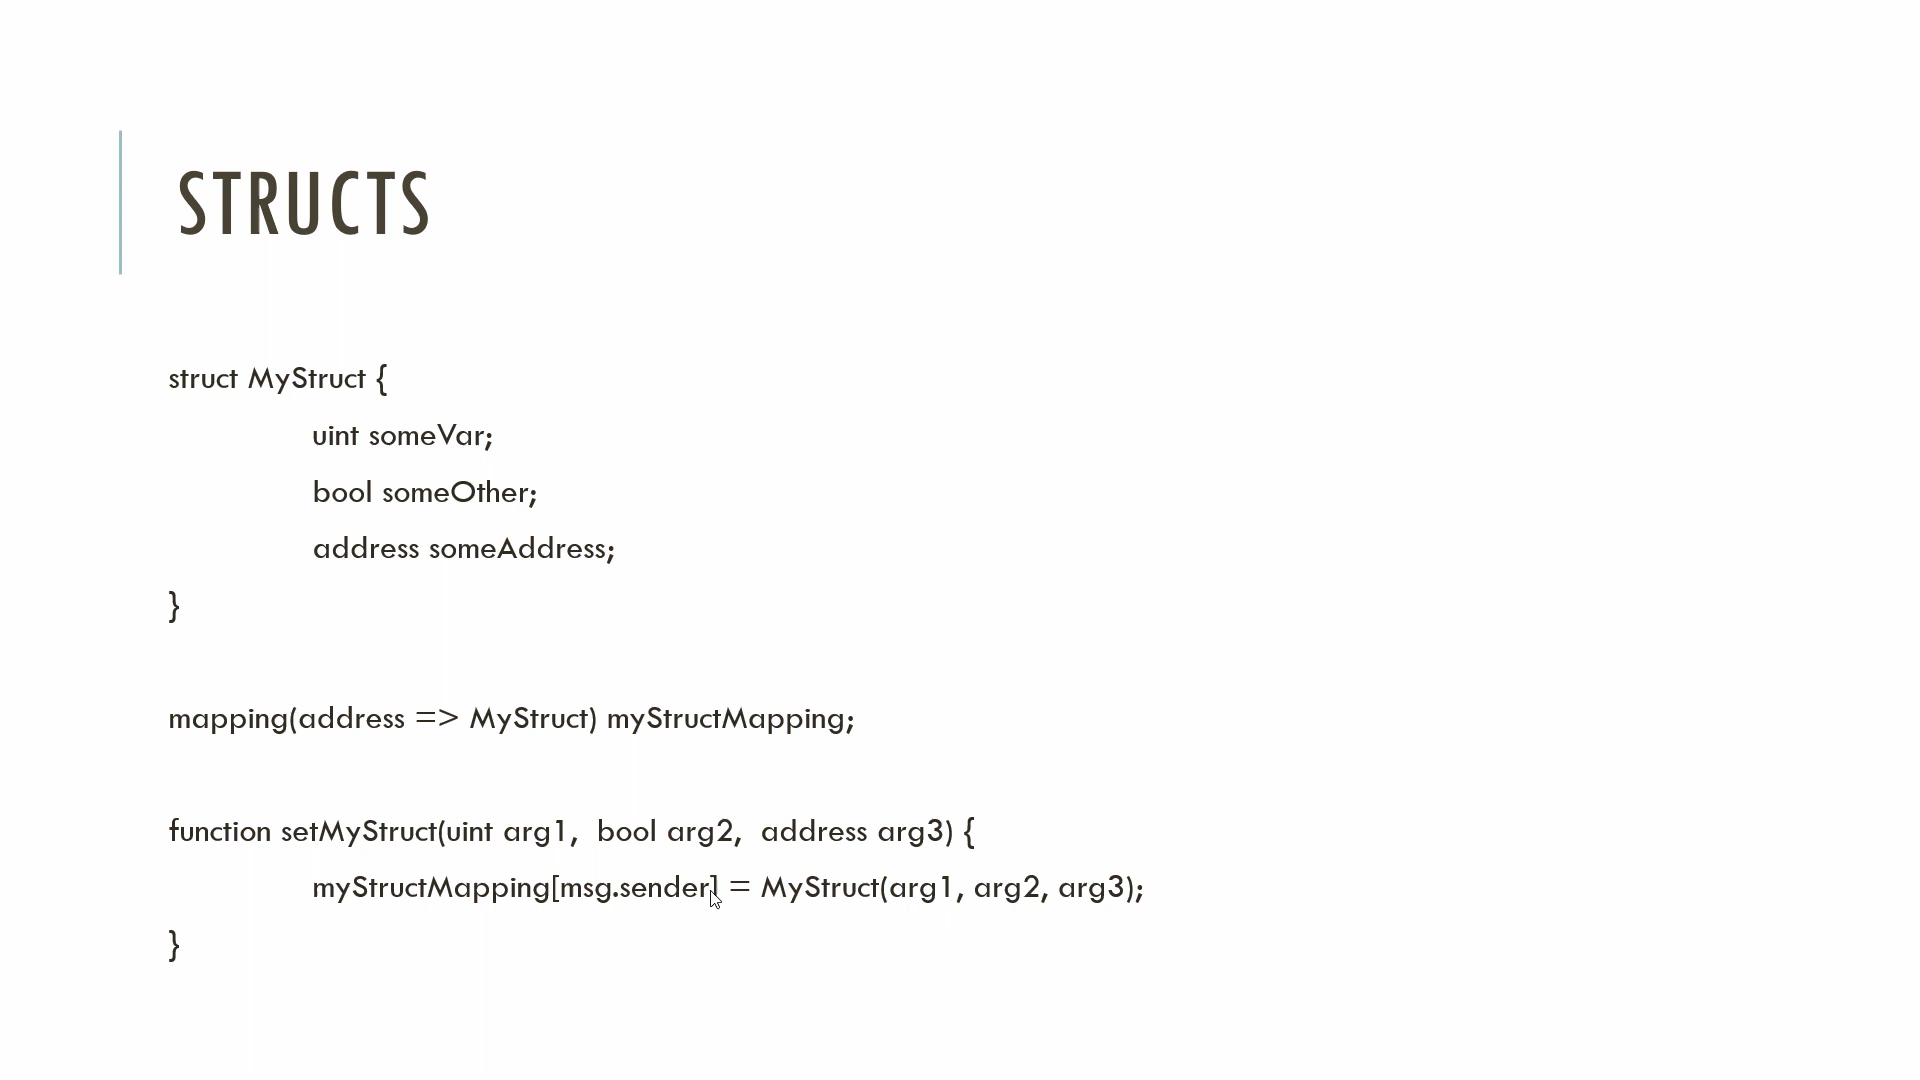 STRUCTS
struct MyStruct {
uint someVar;
bool someOther;
address someAddress;
}
mapping(address => MyStruct) myStructMapping;
function setMyStruct(uint arg1,  bool arg2,  address arg3) {
myStructMapping[msg.sender] = MyStruct(arg1, arg2, arg3);
}